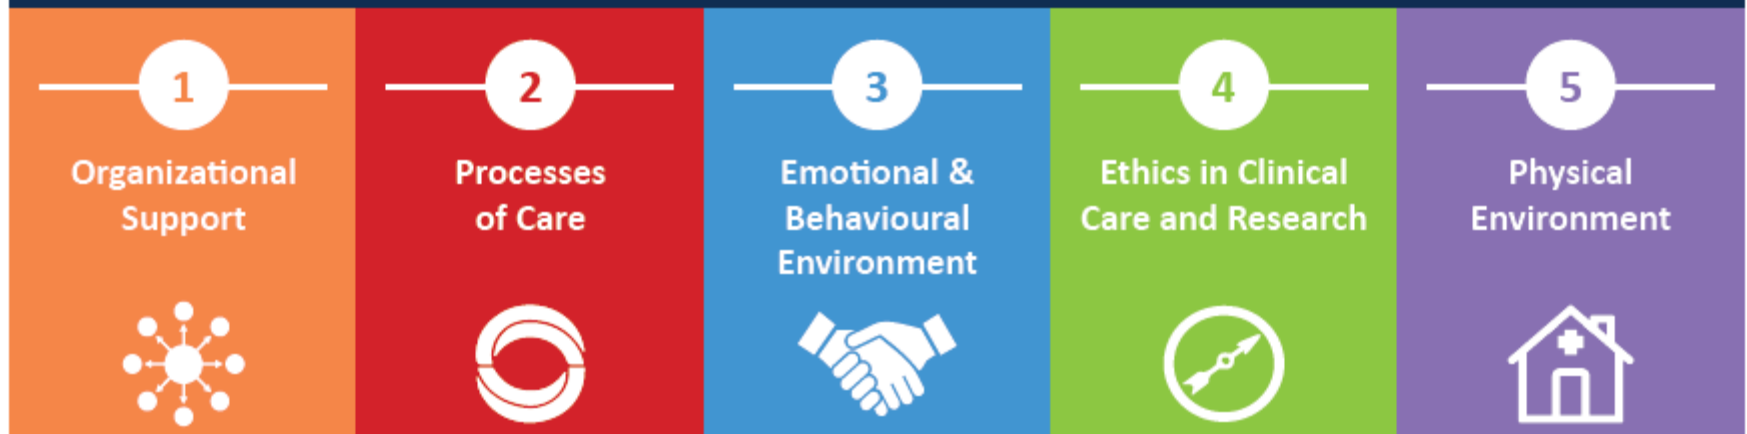 1
Organizational
Support
2
Processes
of Care
3
Emotional &
Behavioural
Environment
4
Ethics in Clinical
Care and Research
5
Physical
Environment